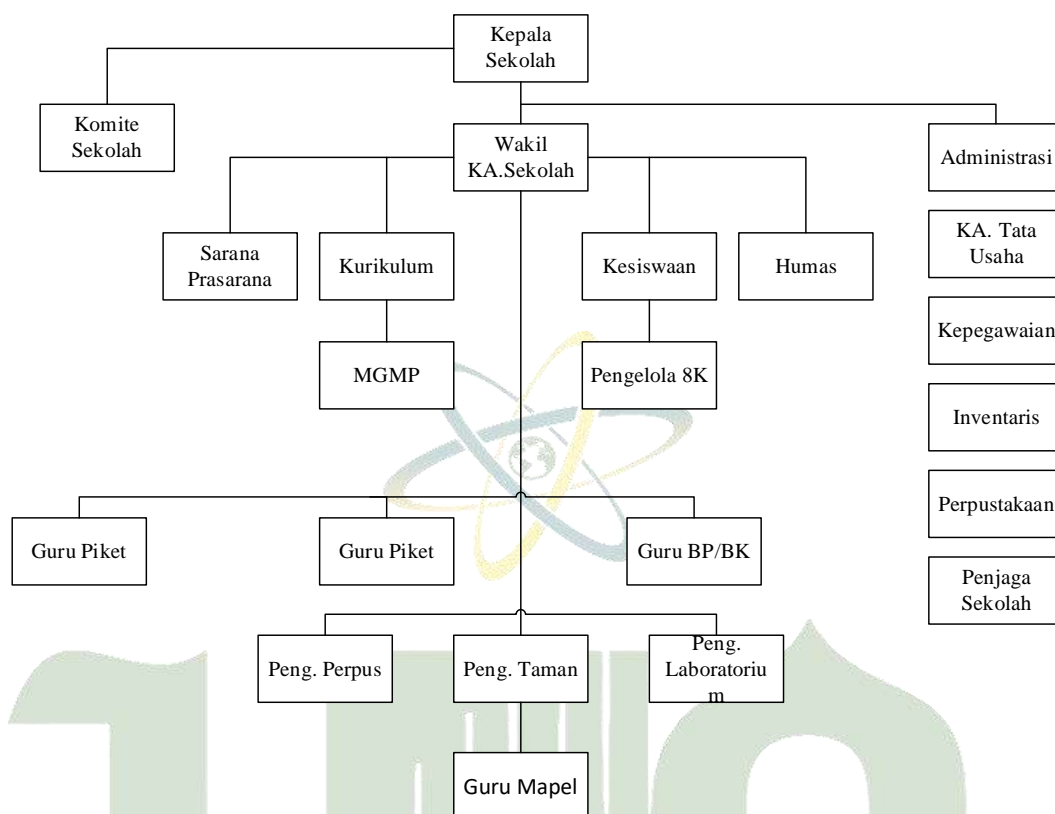 Kepala
Sekolah
Komite
Sekolah
Wakil
KA.Sekolah
Administrasi
Sarana
Prasarana
Kurikulum
Kesiswaan
Humas
KA. Tata
Usaha
Kepegawaian
MGMP
Pengelola 8K
Inventaris
Perpustakaan
Guru Piket
Guru Piket
Guru BP/BK
Penjaga
Sekolah
Peng. Perpus
Peng. Taman
Peng.
Laboratoriu
m
Guru Mapel